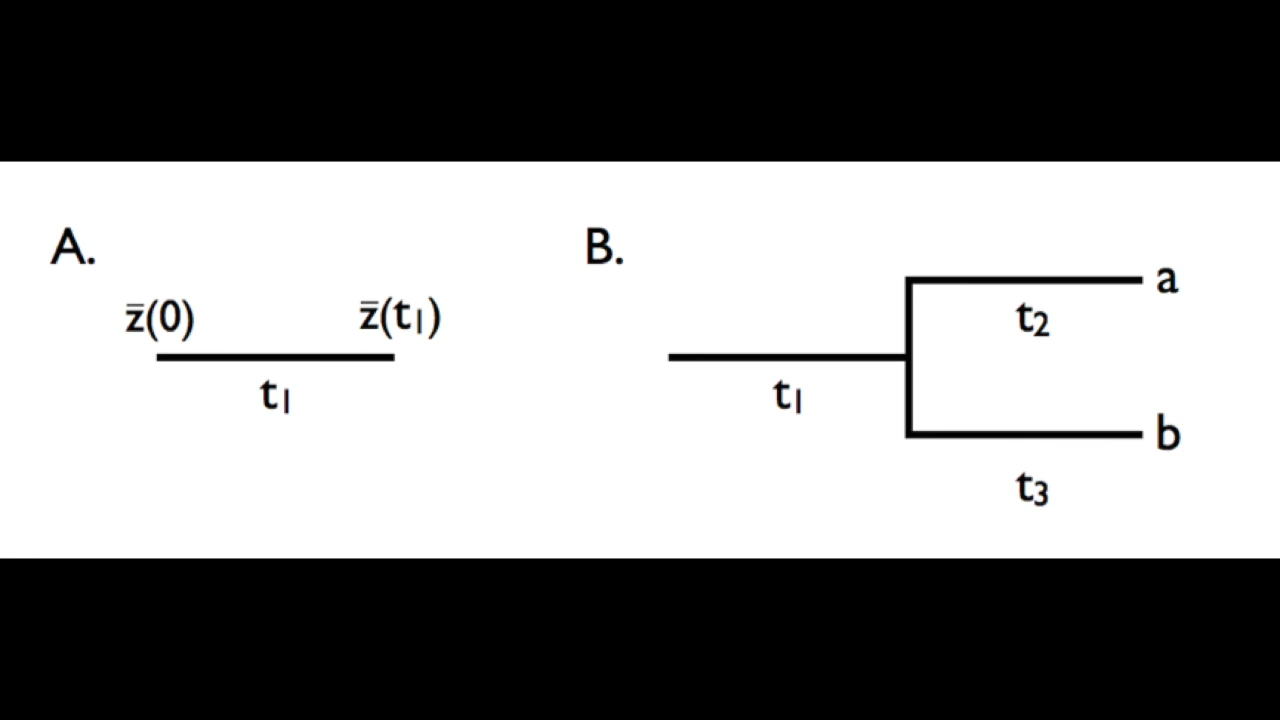 A.
z̄(0)
z̄(t₁)
t₁
B.
t₁
a
t₂
b
t₃